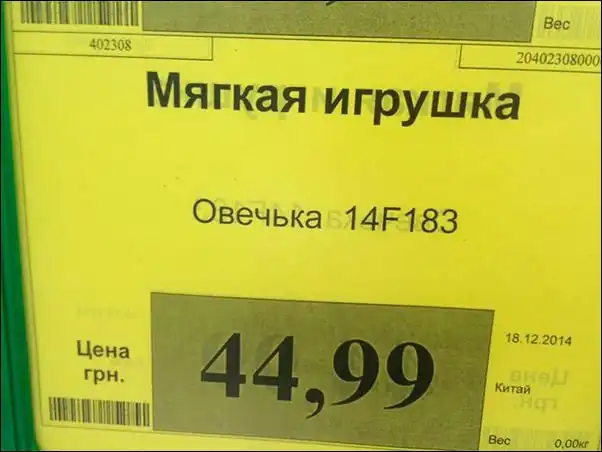 Вес
402308
20402308000
Мягкая игрушка
Овечька 14F183
Цена
грн.
44,99
18.12.2014
Китай
Вес 0,00кг